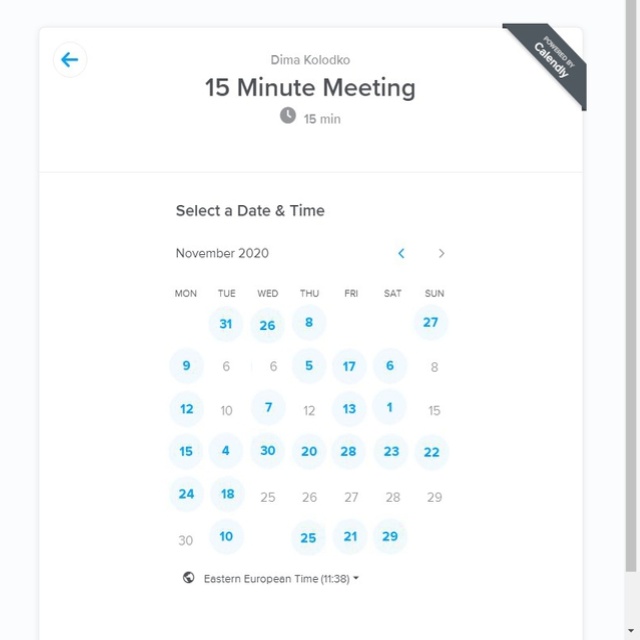 POWERED BY
Calendly
Dima Kolodko
15 Minute Meeting
15 min
Select a Date & Time
November 2020
MON TUE WED THU FRI SAT SUN
31 26 8 27
9 6 6 5 17 6 8
12 10 7 12 13 1 15
15 4 30 20 28 23 22
24 18 25 26 27 28 29
30 10 25 21 29
Eastern European Time (11:38)